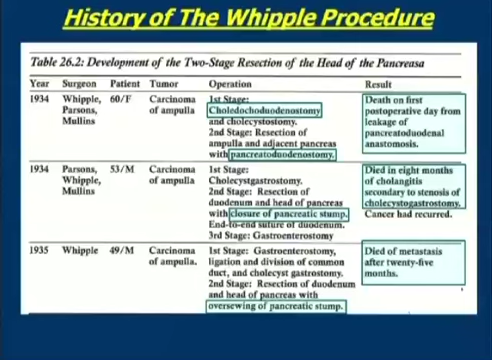 History of The Whipple Procedure
Table 26.2: Development of the Two-Stage Resection of the Head of the Pancreasa
Year Surgeon Patient Tumor Operation Result
1934 Whipple, 60/F Carcinoma 1st Stage: Death on first
Parsons, of ampulla Choledochoduodenostomy postoperative day from
Mullins and cholecystostomy. leakage of
2nd Stage: Resection of pancreatoduodenal
ampulla and adjacent pancreas anastomosis.
with pancreatoduodenostomy.
1934 Parsons, 53/M Carcinoma 1st Stage: Died in eight months
Whipple, of ampulla Cholecystgastrostomy. of cholangitis
Mullins 2nd Stage: Resection of secondary to stenosis of
duodenum and head of pancreas cholecystogastrostomy.
with closure of pancreatic stump. Cancer had recurred.
End-to-end suture of duodenum.
3rd Stage: Gastroenterostomy
1935 Whipple 49/M Carcinoma 1st Stage: Gastroenterostomy, Died of metastasis
of ampulla. ligation and division of common after twenty-five
duct, and cholecyst gastrostomy. months.
2nd Stage: Resection of duodenum
and head of pancreas with
oversewing of pancreatic stump.